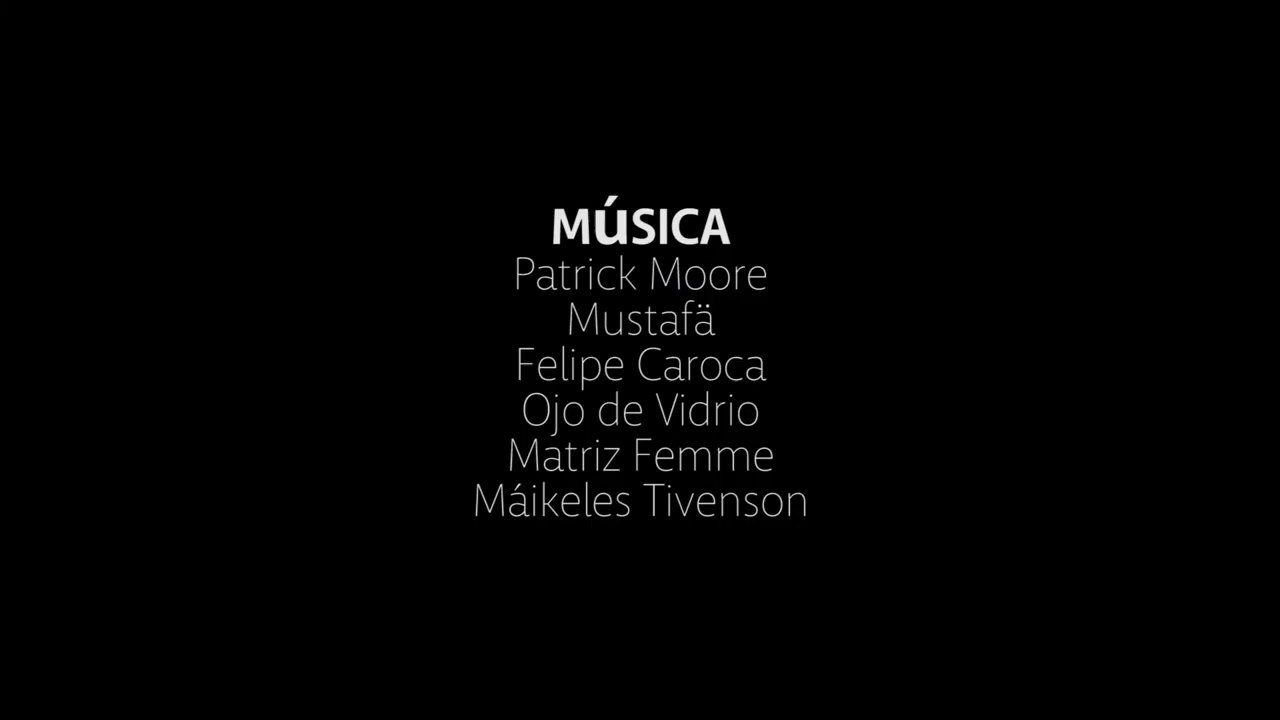 MúSICA
Patrick Moore
Mustafä
Felipe Caroca
Ojo de Vidrio
Matriz Femme
Máikeles Tivenson